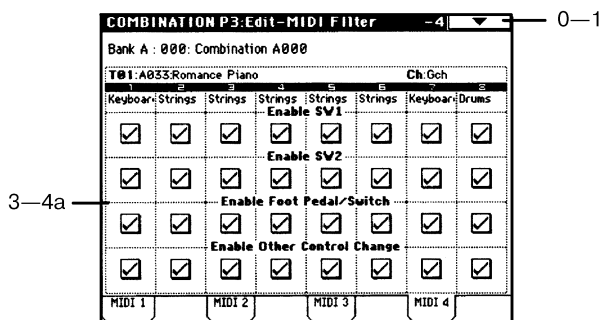 COMBINATION P3:Edit-MIDI Filter -4
0—1
Bank A : 000: Combination A000
T01:A033:Romance Piano Ch:Gch
1 2 3 4 5 6 7 8
Keyboar Strings Strings Strings Strings Strings Keyboar Drums
Enable SW1
Enable SW2
3—4a
Enable Foot Pedal/Switch
Enable Other Control Change
MIDI 1 MIDI 2 MIDI 3 MIDI 4